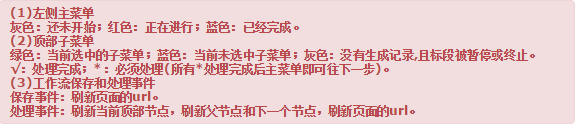 (1)左侧主菜单
灰色：还未开始；红色：正在进行；蓝色：已经完成。
(2)顶部子菜单
绿色：当前选中的子菜单；蓝色：当前未选中子菜单；灰色：没有生成记录,且标段被暂停或终止。
√：处理完成；*：必须处理(所有*处理完成后主菜单即可往下一步)。
(3)工作流保存和处理事件
保存事件：刷新页面的url。
处理事件：刷新当前顶部节点，刷新父节点和下一个节点，刷新页面的url。